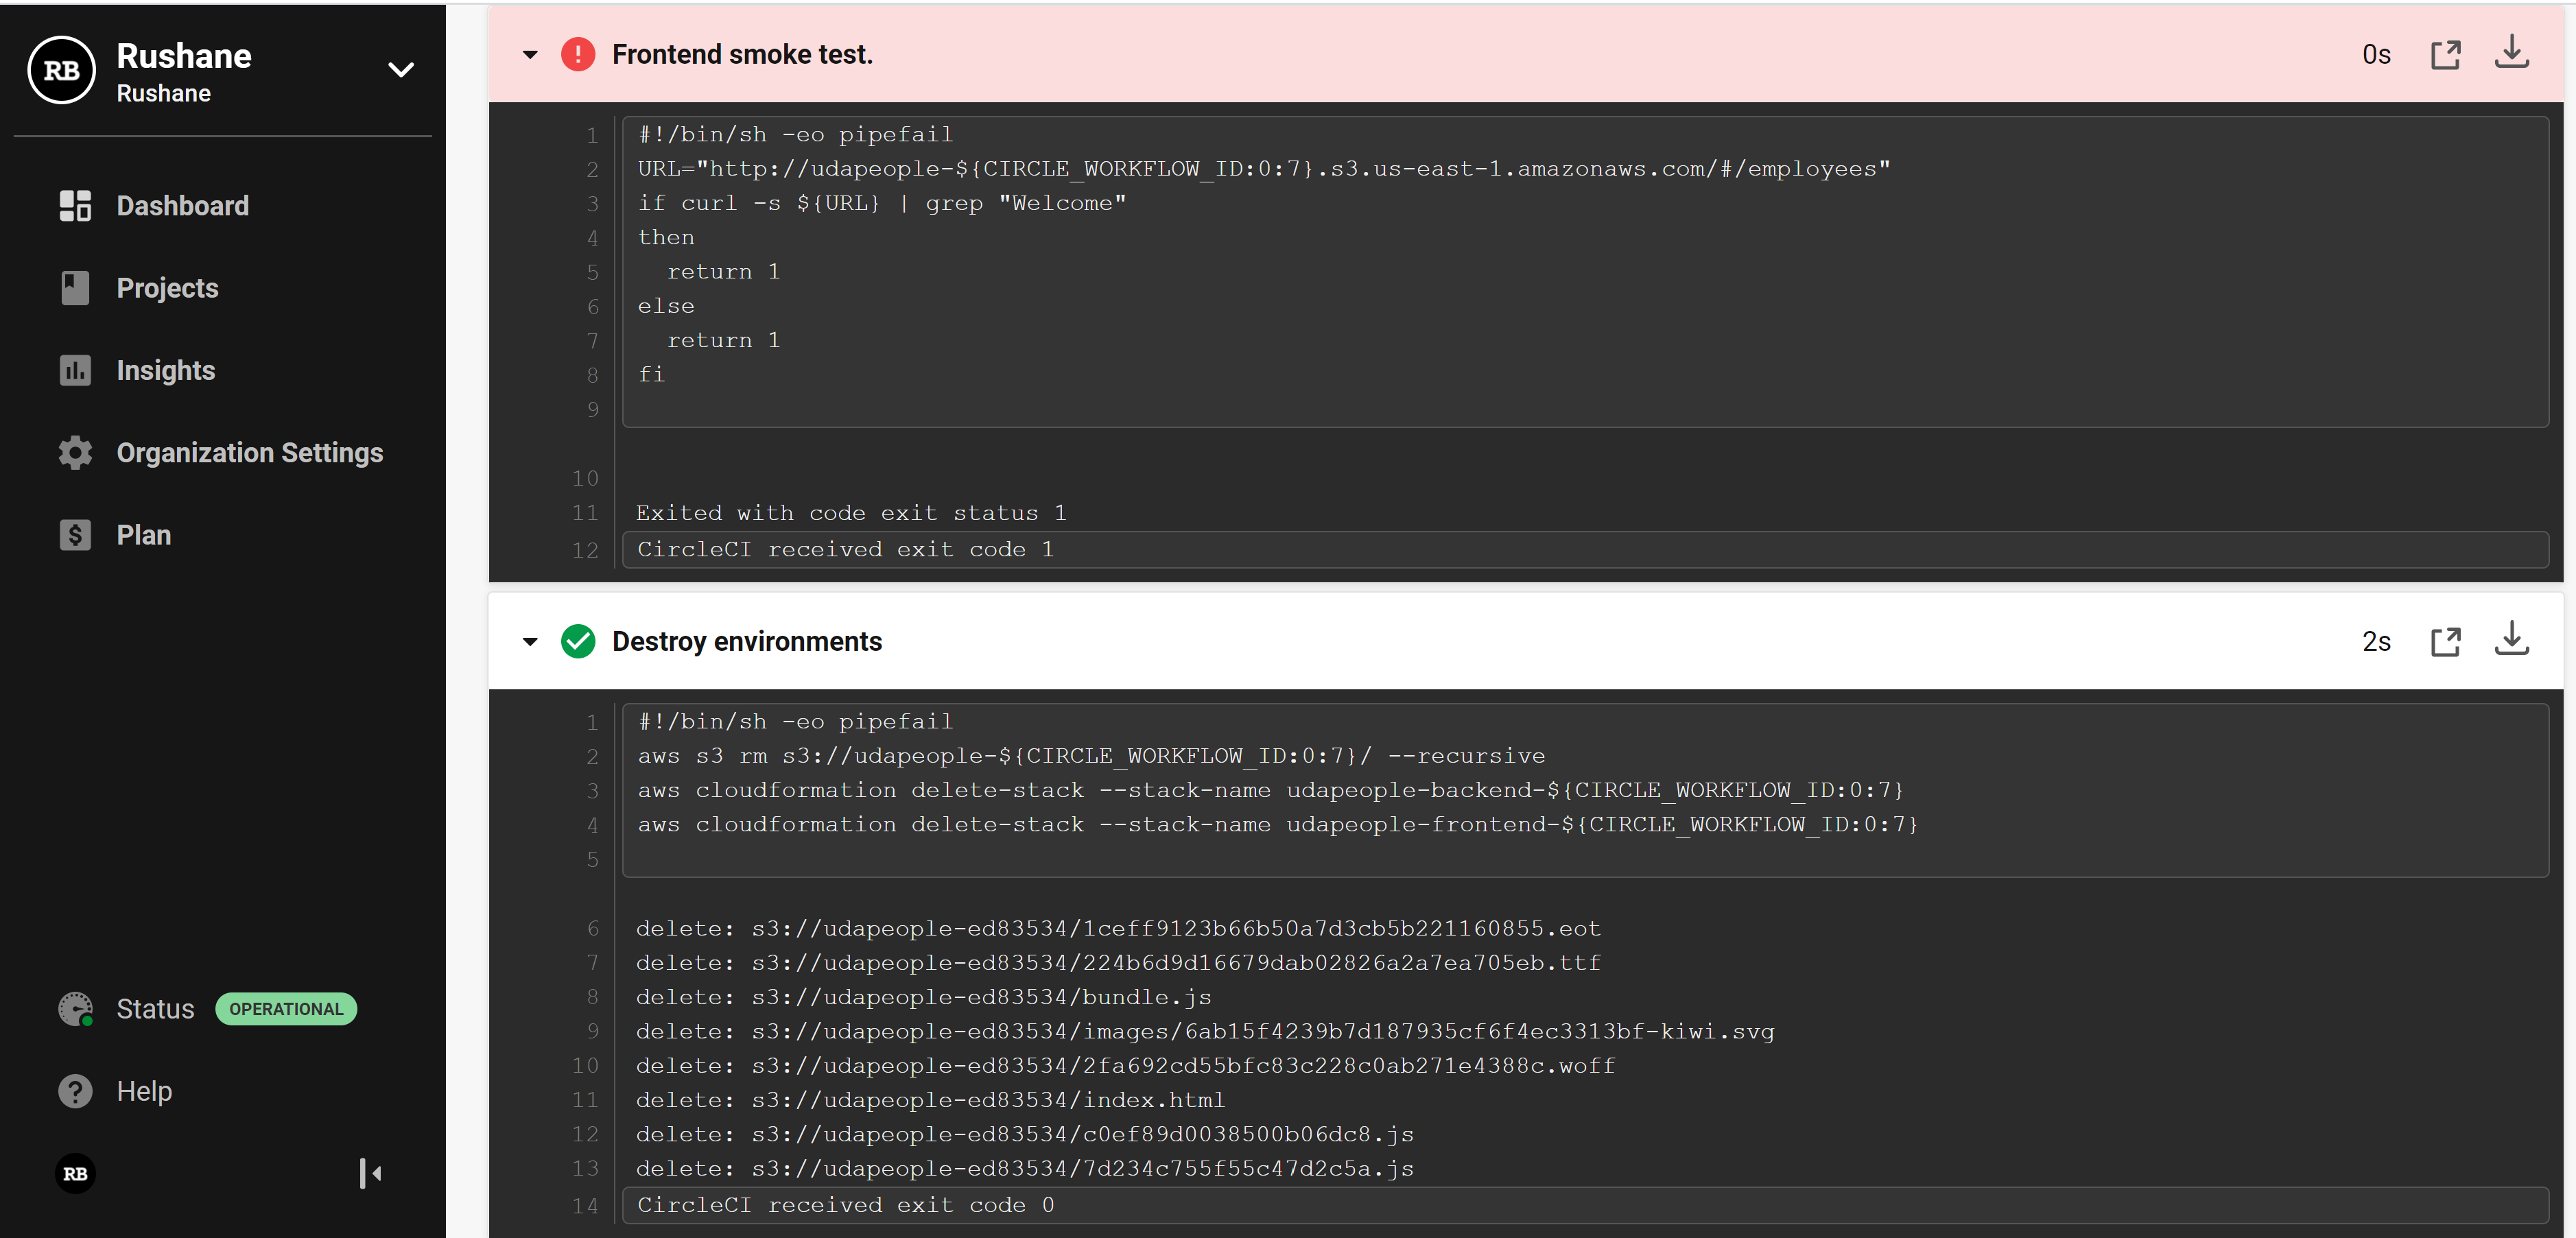 RB
Rushane
Rushane
Dashboard
Projects
Insights
Organization Settings
Plan
Status OPERATIONAL
Help
RB
Frontend smoke test. 0s
1 #!/bin/sh -eo pipefail
2 URL="http://udapeople-${CIRCLE_WORKFLOW_ID:0:7}.s3.us-east-1.amazonaws.com/#/employees"
3 if curl -s ${URL} | grep "Welcome"
4 then
5 return 1
6 else
7 return 1
8 fi
9
10
11 Exited with code exit status 1
12 CircleCI received exit code 1
Destroy environments 2s
1 #!/bin/sh -eo pipefail
2 aws s3 rm s3://udapeople-${CIRCLE_WORKFLOW_ID:0:7}/ --recursive
3 aws cloudformation delete-stack --stack-name udapeople-backend-${CIRCLE_WORKFLOW_ID:0:7}
4 aws cloudformation delete-stack --stack-name udapeople-frontend-${CIRCLE_WORKFLOW_ID:0:7}
5
6 delete: s3://udapeople-ed83534/1ceff9123b66b50a7d3cb5b221160855.eot
7 delete: s3://udapeople-ed83534/224b6d9d16679dab02826a2a7ea705eb.ttf
8 delete: s3://udapeople-ed83534/bundle.js
9 delete: s3://udapeople-ed83534/images/6ab15f4239b7d187935cf6f4ec3313bf-kiwi.svg
10 delete: s3://udapeople-ed83534/2fa692cd55bfc83c228c0ab271e4388c.woff
11 delete: s3://udapeople-ed83534/index.html
12 delete: s3://udapeople-ed83534/c0ef89d0038500b06dc8.js
13 delete: s3://udapeople-ed83534/7d234c755f55c47d2c5a.js
14 CircleCI received exit code 0